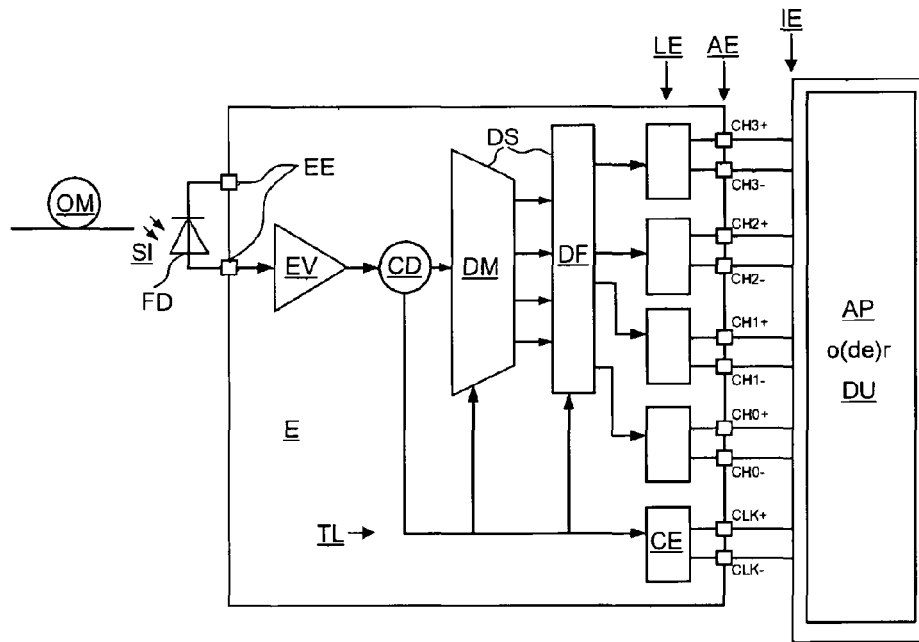 IE
LE
AE
CH3+
DS
EE
CH3-
OM
CH2+
SI
EV
CD
DM
DF
CH2-
FD
AP
CH1+
o(de)r
CH1-
DU
CH0+
E
CH0-
TL
CLK+
CE
CLK-